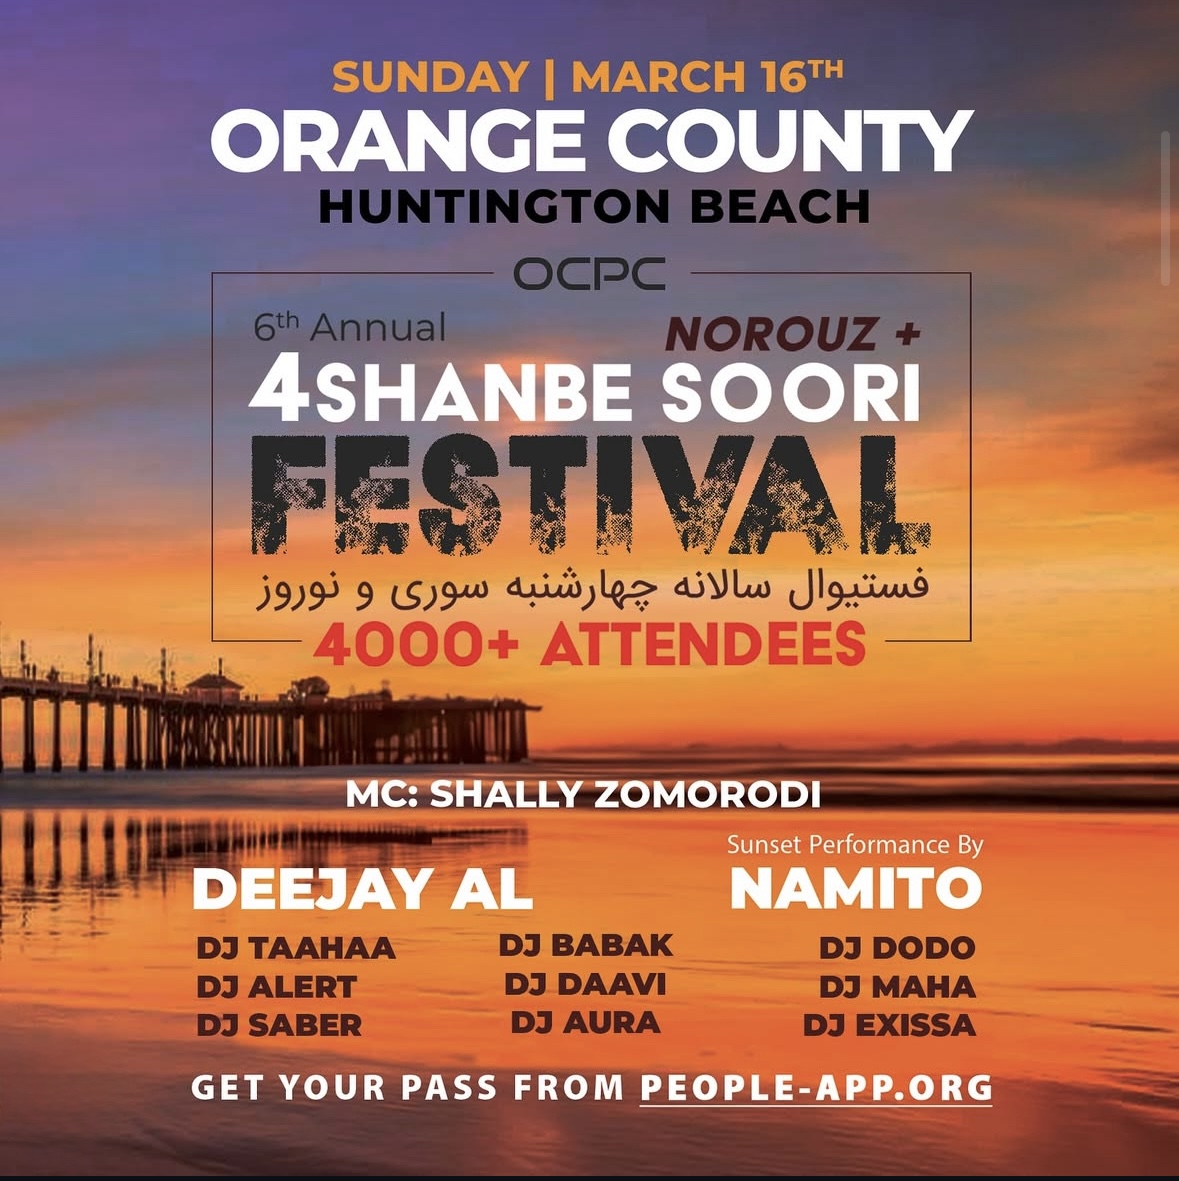 SUNDAY | MARCH 16TH
ORANGE COUNTY
HUNTINGTON BEACH
OCPC
6th Annual
NOROUZ +
4SHANBE SOORI
FESTIVAL
فستیوال سالانه چهارشنبه سوری و نوروز
4000+ ATTENDEES
MC: SHALLY ZOMORODI
Sunset Performance By
DEEJAY AL
NAMITO
DJ TAAHAA
DJ ALERT
DJ SABER
DJ BABAK
DJ DAAVI
DJ AURA
DJ DODO
DJ MAHA
DJ EXISSA
GET YOUR PASS FROM PEOPLE-APP.ORG